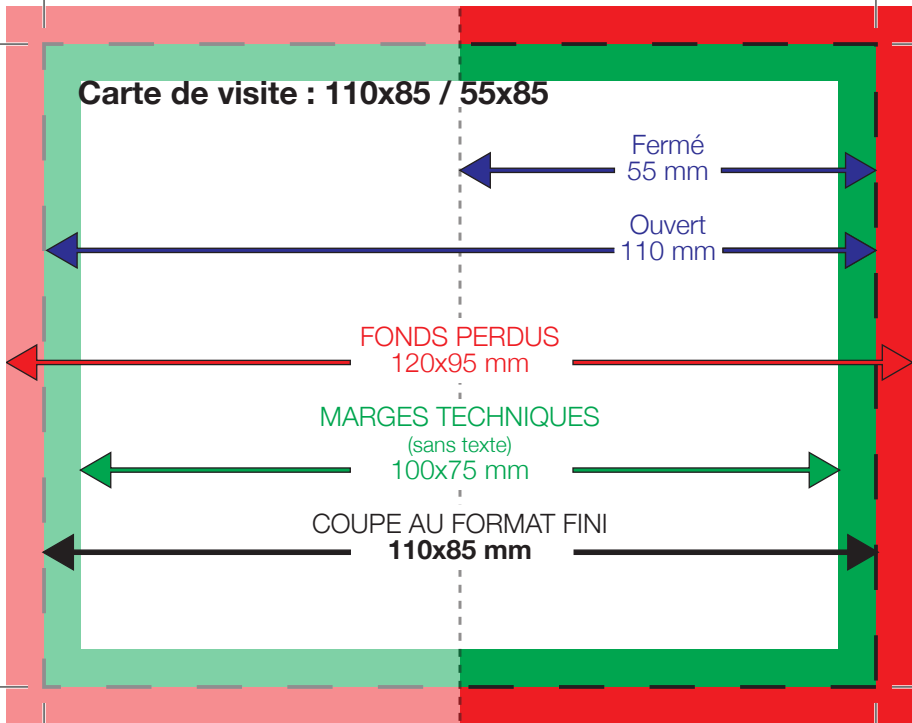 Carte de visite : 110x85 / 55x85
Fermé
55 mm
Ouvert
110 mm
FONDS PERDUS
120x95 mm
MARGES TECHNIQUES
(sans texte)
100x75 mm
COUPE AU FORMAT FINI
110x85 mm